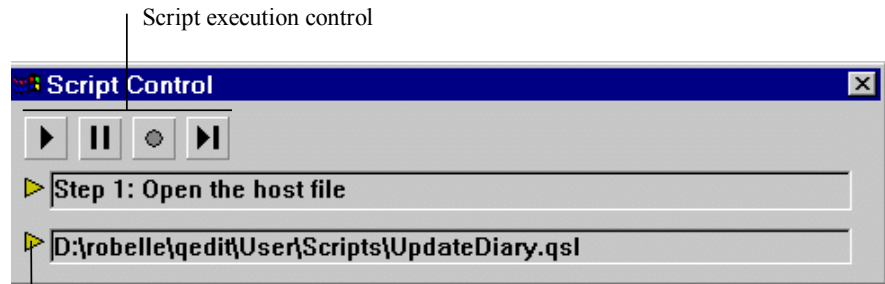 Script execution control
Script Control
Step 1: Open the host file
D:\robelle\qedit\User\Scripts\UpdateDiary.qsl